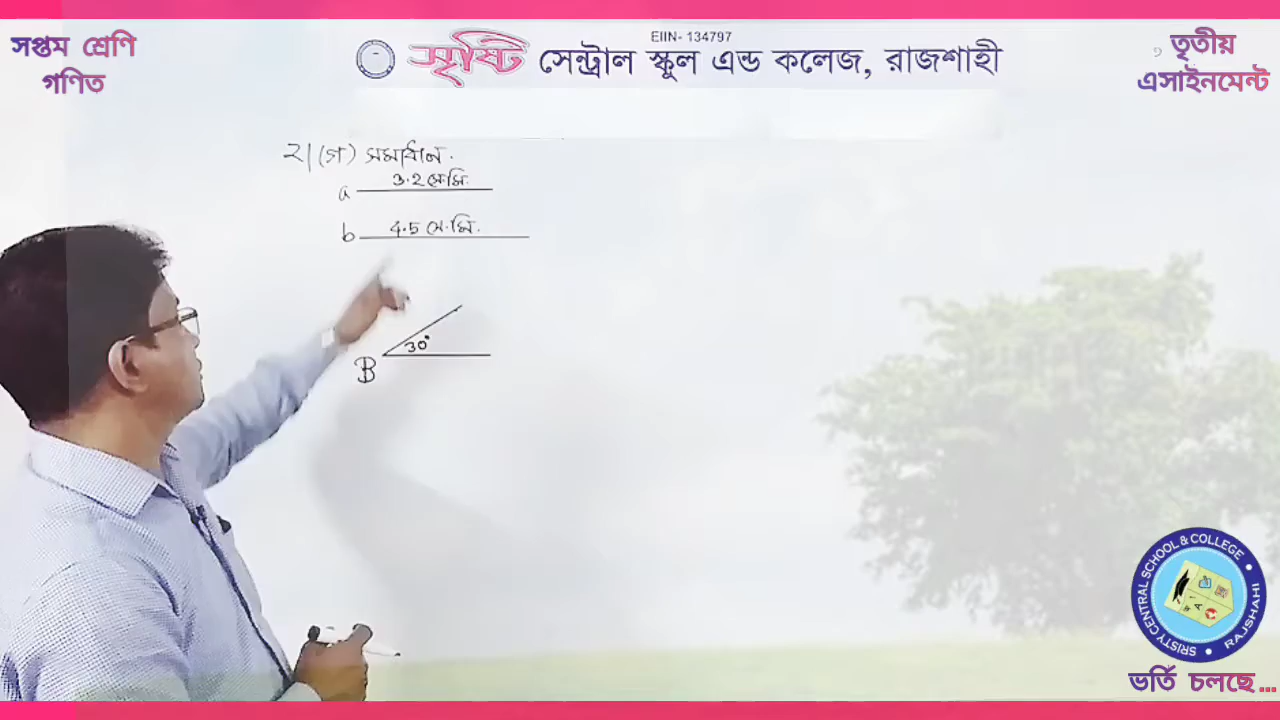 সপ্তম শ্রেণি
গণিত
EIIN- 134797
সৃষ্টি সেন্ট্রাল স্কুল এন্ড কলেজ, রাজশাহী
তৃতীয়
এসাইনমেন্ট
২।(গ) সমাধান.
3.2 সে.মি.
a
4.5 সে.মি.
b
30°
B
SRISTY CENTRAL SCHOOL & COLLEGE
RAJSHAHI
ভর্তি চলছে...